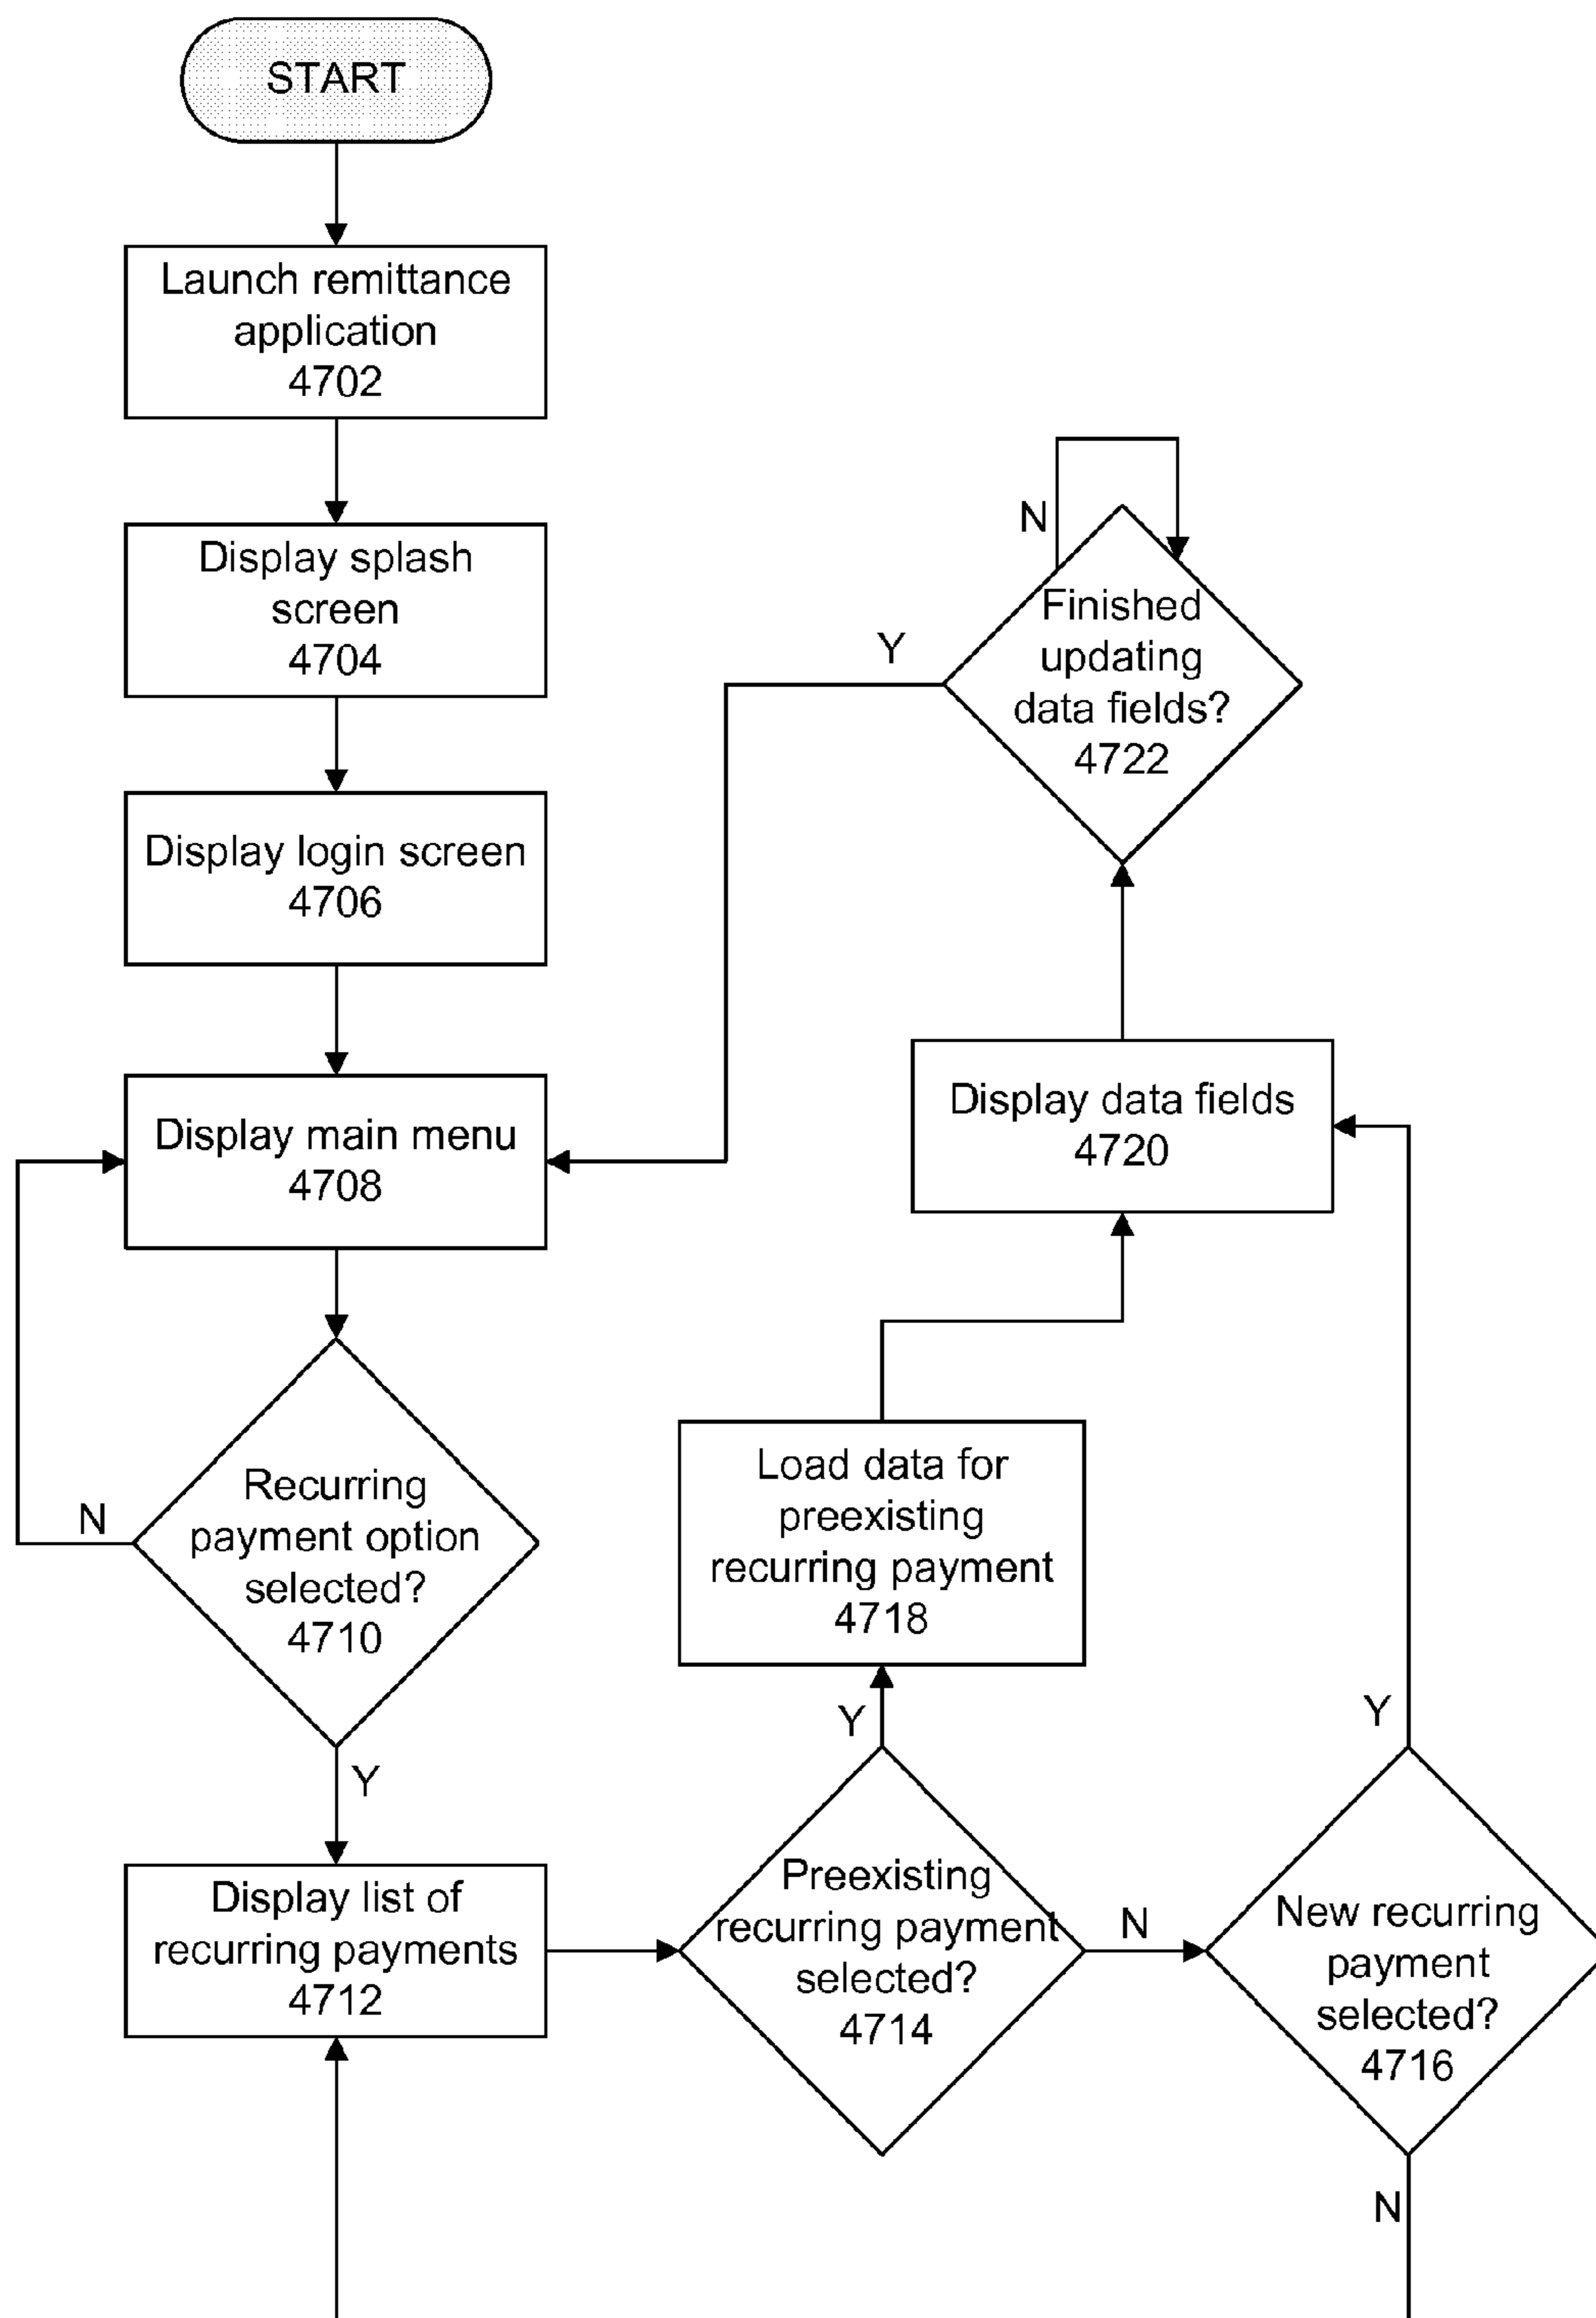 START
Launch remittance
application
4702
Display splash
screen
4704
Display login screen
4706
Display main menu
4708
N
Recurring
payment option
selected?
4710
Y
Display list of
recurring payments
4712
Preexisting
recurring payment
selected?
4714
Y
N
Load data for
preexisting
recurring payment
4718
New recurring
payment
selected?
4716
Y
N
Display data fields
4720
Finished
updating
data fields?
4722
N
Y